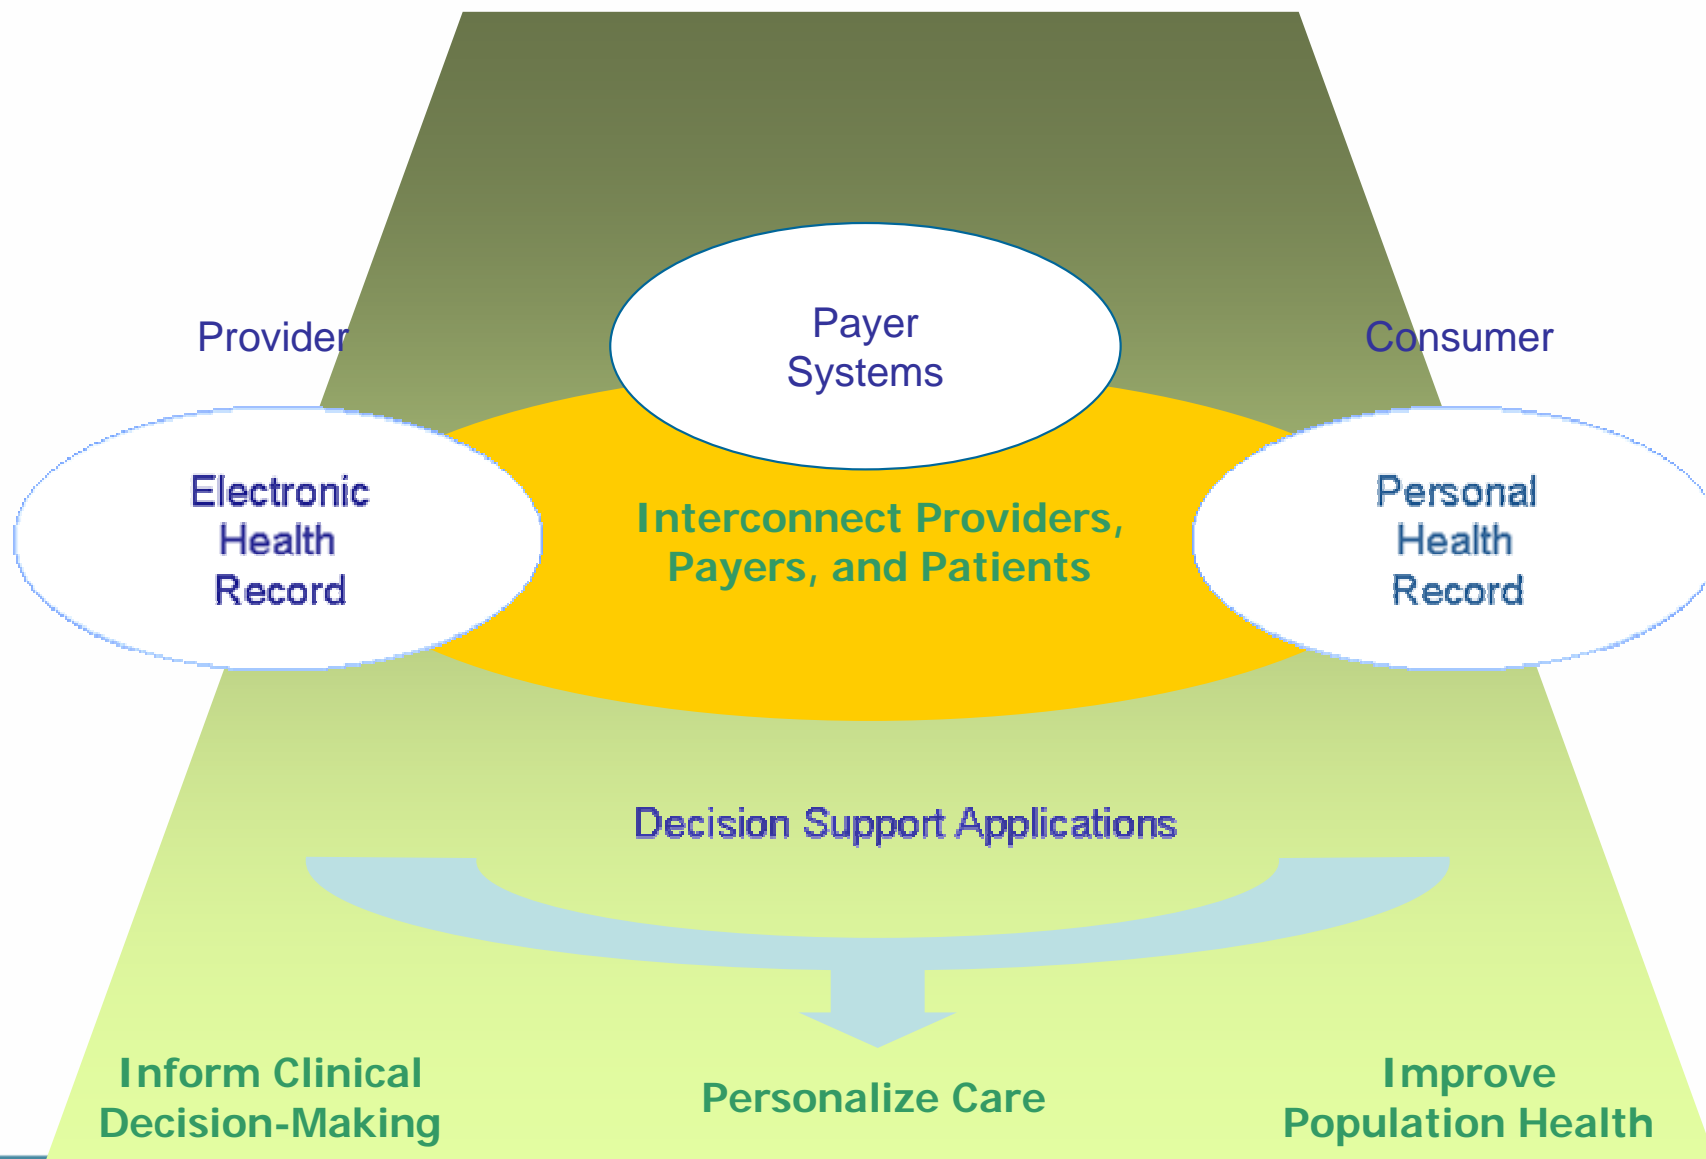 Payer
Systems
Provider
Consumer
Electronic
Health
Record
Interconnect Providers,
Payers, and Patients
Personal
Health
Record
Decision Support Applications
Inform Clinical
Decision-Making
Personalize Care
Improve
Population Health